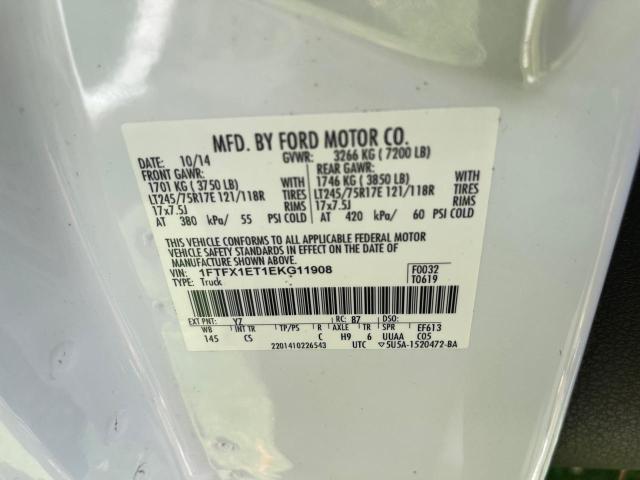 MFD. BY FORD MOTOR CO.
DATE: 10/14 GVWR: 3266 KG ( 7200 LB)
FRONT GAWR: REAR GAWR:
1701 KG ( 3750 LB) WITH 1746 KG ( 3850 LB) WITH
LT245/75R17E 121/118R TIRES LT245/75R17E 121/118R TIRES
17x7.5J RIMS 17x7.5J RIMS
AT 380 kPa/ 55 PSI COLD AT 420 kPa/ 60 PSI COLD
THIS VEHICLE CONFORMS TO ALL APPLICABLE FEDERAL MOTOR
VEHICLE SAFETY STANDARDS IN EFFECT ON THE DATE OF
MANUFACTURE SHOWN ABOVE.
VIN: 1FTFX1ET1EKG11908 F0032
TYPE: Truck T0619
EXT PNT: YZ RC: B7 DSO:
WB INT TR TP/PS R AXLE TR SPR EF613
145 CS C H9 6 UUAA C05
2201410226543 UTC ▽5U5A-1520472-BA